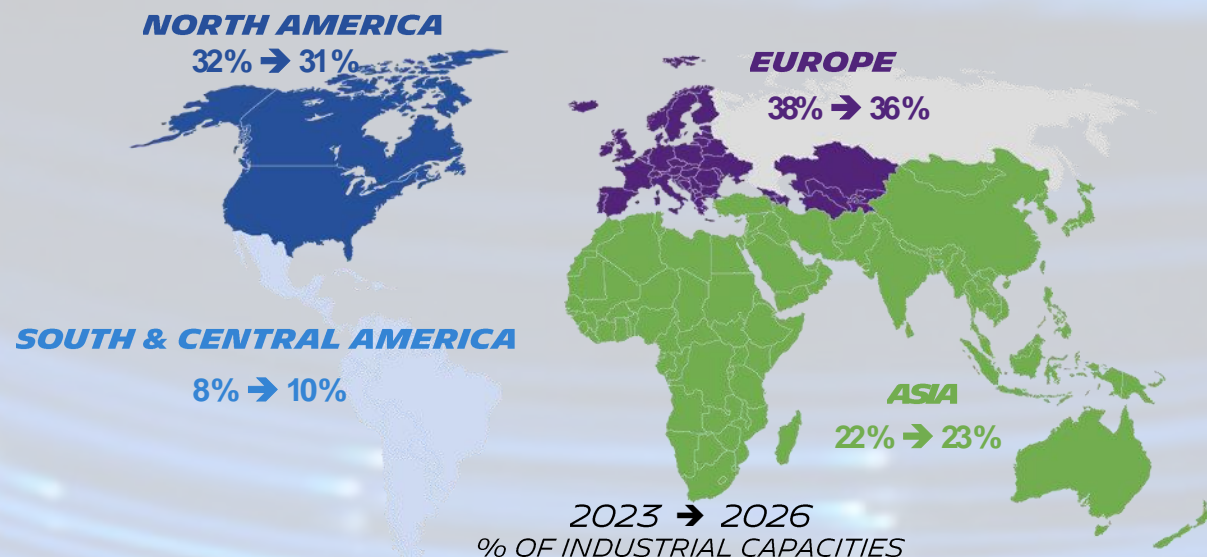 NORTH AMERICA
32% ➔ 31%
EUROPE
38% ➔ 36%
SOUTH & CENTRAL AMERICA
8% ➔ 10%
ASIA
22% ➔ 23%
2023 ➔ 2026
% OF INDUSTRIAL CAPACITIES